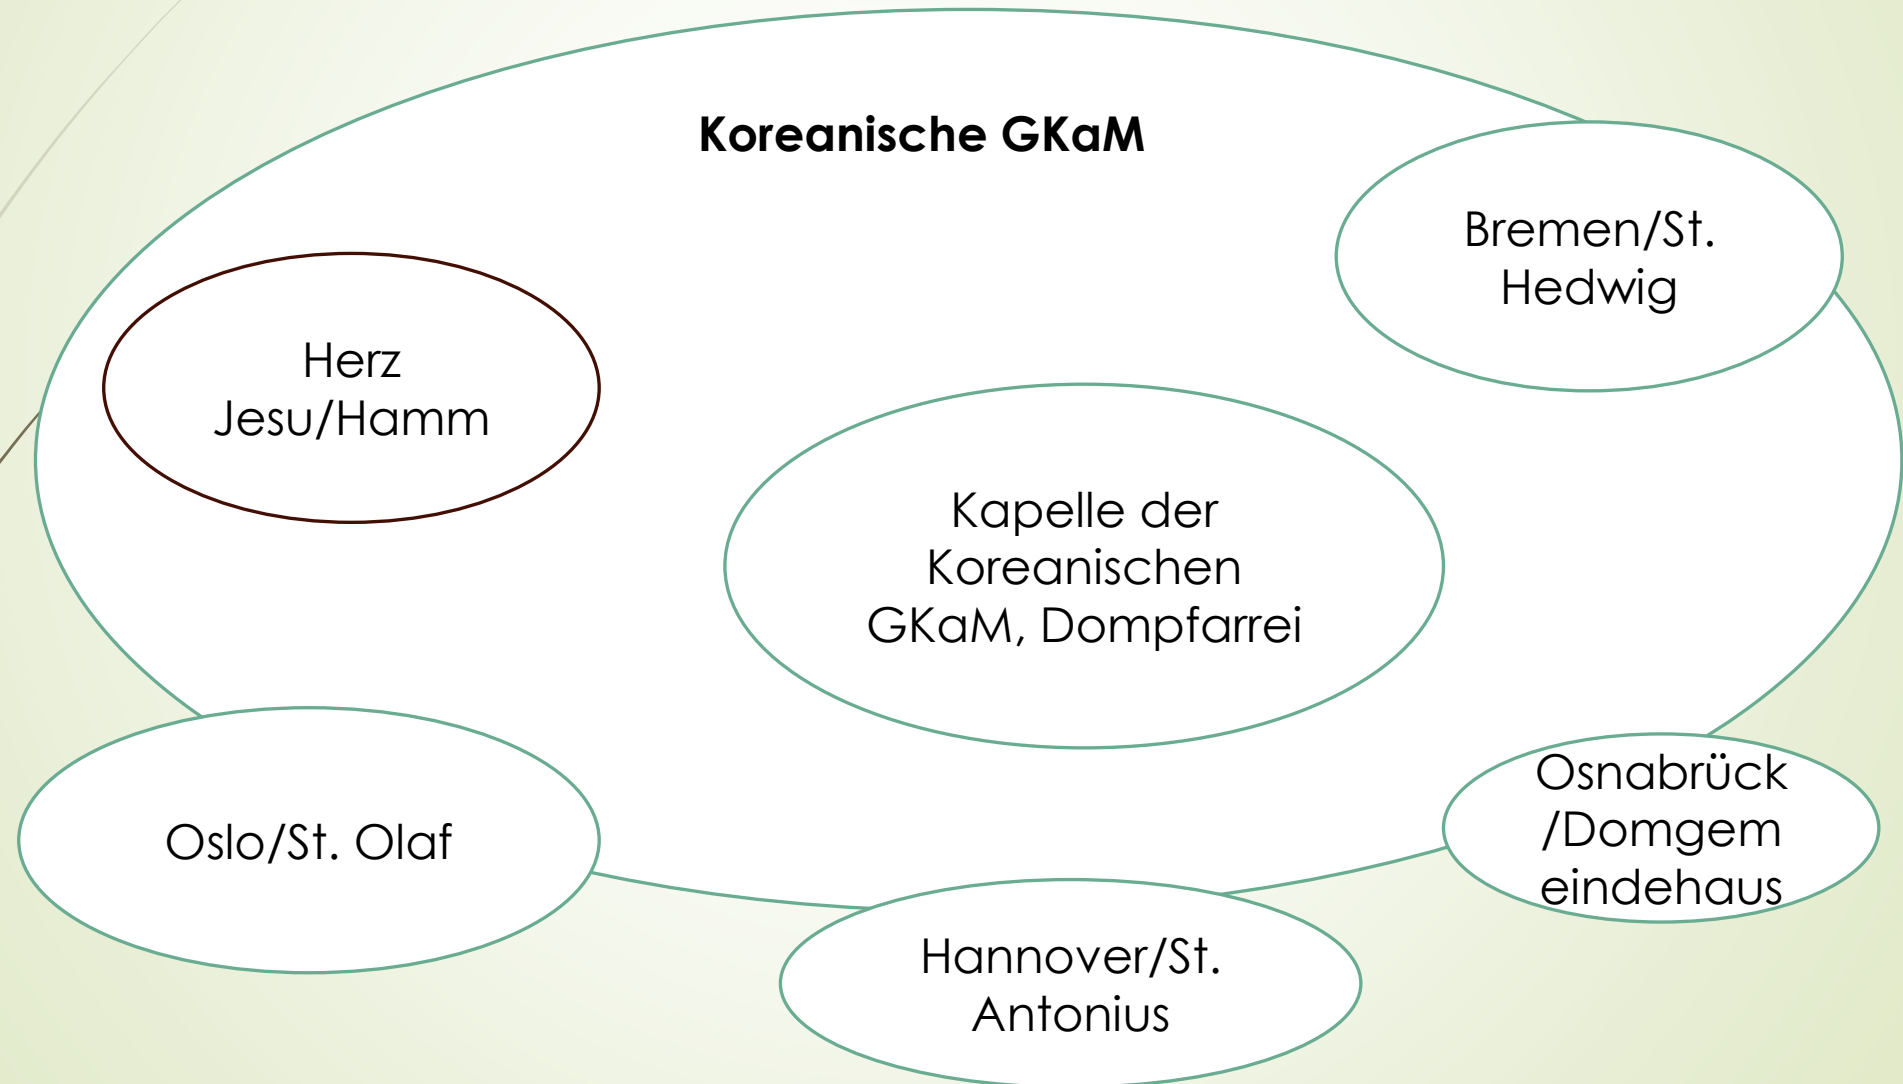 Koreanische GKaM
Bremen/St.
Hedwig
Herz
Jesu/Hamm
Kapelle der
Koreanischen
GKaM, Dompfarrei
Oslo/St. Olaf
Osnabrück
/Domgem
eindehaus
Hannover/St.
Antonius